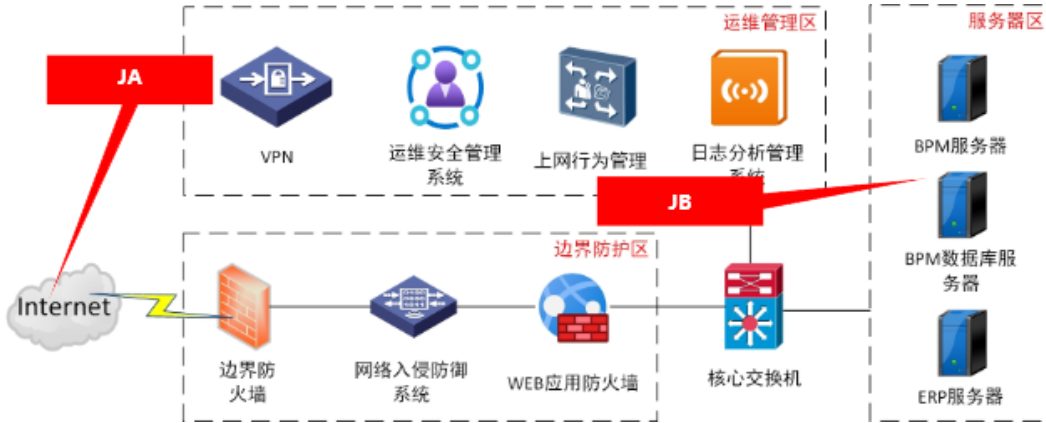 运维管理区
服务器区
JA
VPN
运维安全管理
系统
上网行为管理
日志分析管理
系统
BPM服务器
JB
边界防护区
BPM数据库服
务器
Internet
边界防
火墙
网络入侵防御
系统
WEB应用防火墙
核心交换机
ERP服务器